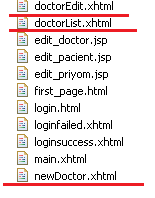 doctorEdit.xhtml
doctorList.xhtml
edit_doctor.jsp
edit_pacient.jsp
edit_priyom.jsp
first_page.html
login.html
loginfailed.xhtml
loginsuccess.xhtml
main.xhtml
newDoctor.xhtml